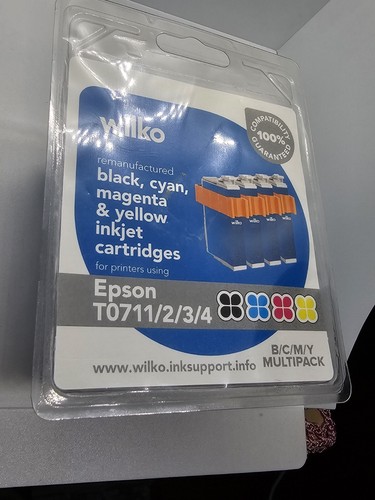 wilko
COMPATIBILITY
100%
GUARANTEED
remanufactured
black, cyan,
magenta
& yellow
inkjet
cartridges
for printers using
Epson
T0711/2/3/4
B/C/M/Y
MULTIPACK
www.wilko.inksupport.info